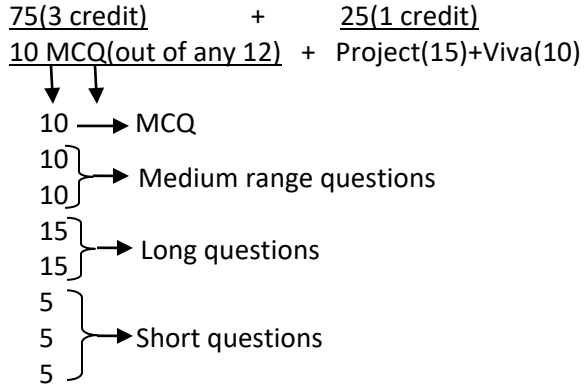 75(3 credit) + 25(1 credit)
10 MCQ(out of any 12) + Project(15)+Viva(10)
10 MCQ
10
Medium range questions
10
15
Long questions
15
5
5 Short questions
5